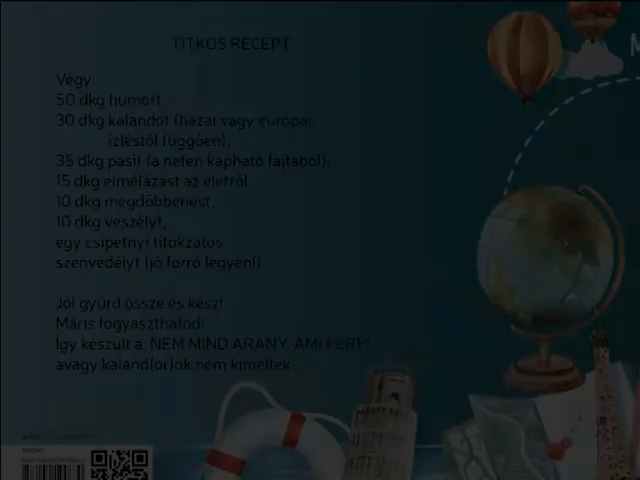 TITKOS RECEPT
Végy
50 dkg humort,
30 dkg kalandot (hazai vagy európai,
ízléstől függően),
35 dkg pasit (a neten kapható fajtából),
15 dkg elmélázást az életről,
10 dkg megdöbbenést,
10 dkg veszélyt,
egy csipetnyi titokzatos
szenvedélyt (jó forró legyen!)
Jól gyúrd össze és kész!
Máris fogyaszthatod!
Így készült a: NEM MIND ARANY, AMI FÉRFI
avagy kaland(or)ok nem kíméltek
M